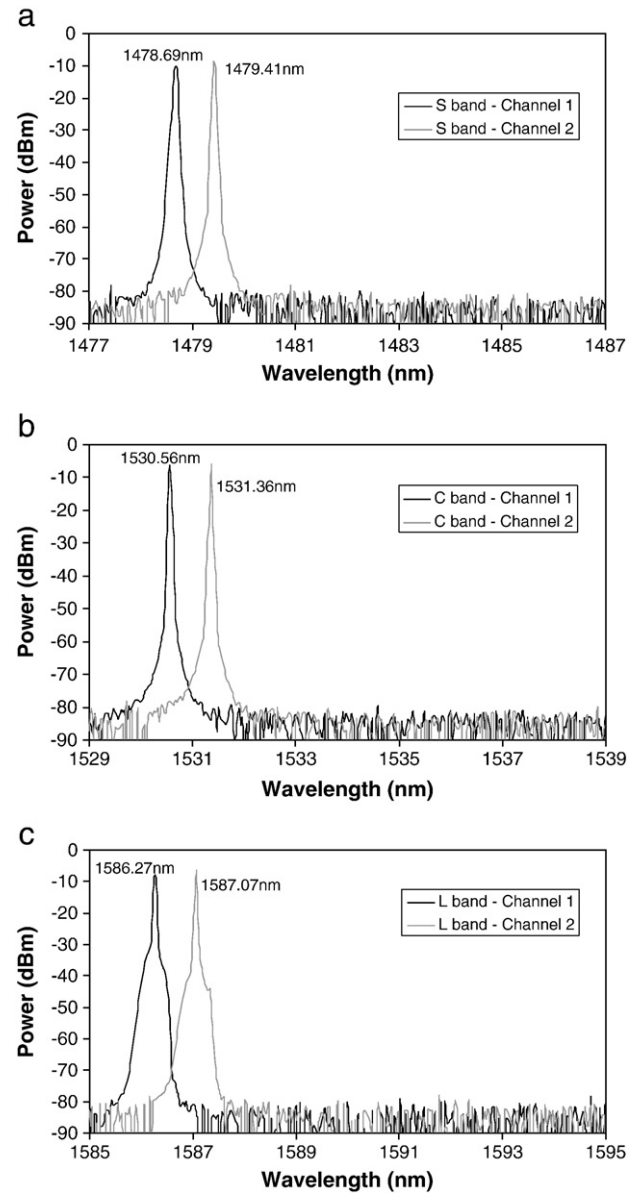 a
0
-10
-20
-30
-40
-50
-60
-70
-80
-90
Power (dBm)
1478.69nm
1479.41nm
S band - Channel 1
S band - Channel 2
1477 1479 1481 1483 1485 1487
Wavelength (nm)
b
0
-10
-20
-30
-40
-50
-60
-70
-80
-90
Power (dBm)
1530.56nm
1531.36nm
C band - Channel 1
C band - Channel 2
1529 1531 1533 1535 1537 1539
Wavelength (nm)
c
0
-10
-20
-30
-40
-50
-60
-70
-80
-90
Power (dBm)
1586.27nm
1587.07nm
L band - Channel 1
L band - Channel 2
1585 1587 1589 1591 1593 1595
Wavelength (nm)